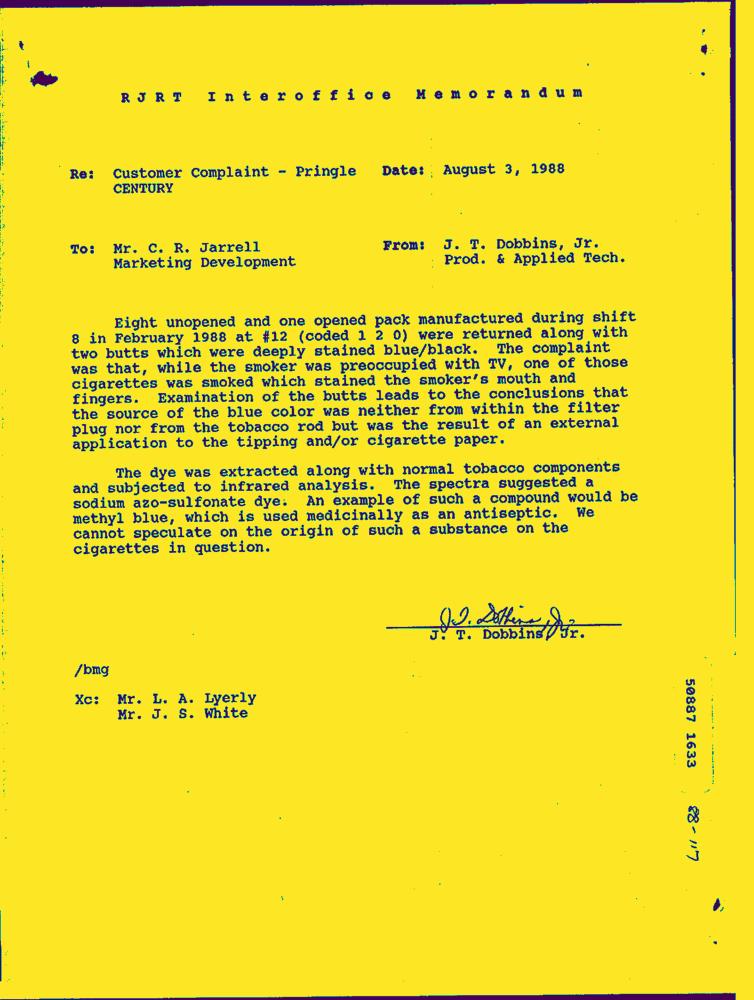 RJRT Interoffice Memorandum
Re: Customer Complaint - Pringle Date: August 3, 1988
CENTURY
To: Mr. C. R. Jarrell From: J. T. Dobbins, Jr.
Marketing Development Prod. & Applied Tech.
Eight unopened and one opened pack manufactured during shift
8 in February 1988 at #12 (coded 1 2 0) were returned along with
two butts which were deeply stained blue/black. The complaint
was that, while the smoker was preoccupied with TV, one of those
cigarettes was smoked which stained the smoker's mouth and
fingers. Examination of the butts leads to the conclusions that
the source of the blue color was neither from within the filter
plug nor from the tobacco rod but was the result of an external
application to the tipping and/or cigarette paper.
The dye was extracted along with normal tobacco components
and subjected to infrared analysis. The spectra suggested a
sodium azo-sulfonate dye. An example of such a compound would be
methyl blue, which is used medicinally as an antiseptic. We
cannot speculate on the origin of such a substance on the
cigarettes in question.
J. T. Dobbins, Jr.
J. T. Dobbins, Jr.
/bmg
Xc: Mr. L. A. Lyerly
Mr. J. S. White
50887 1633
88-117